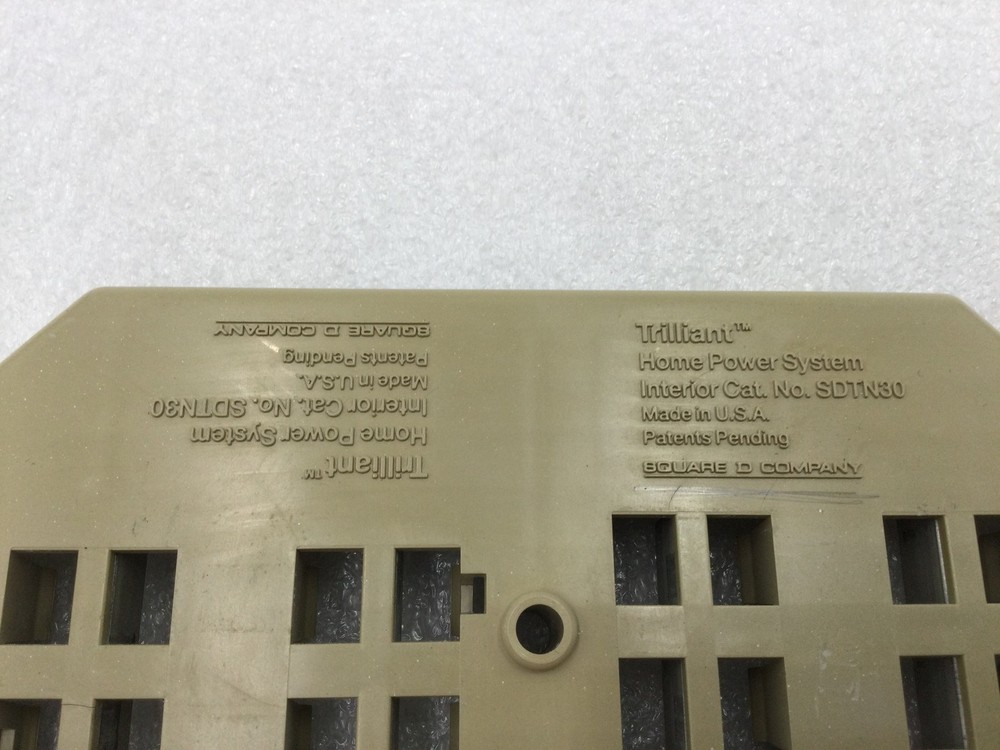 Trilliant™
Home Power System
Interior Cat. No. SDTN30
Made in U.S.A.
Patents Pending
SQUARE D COMPANY
Trilliant™
Home Power System
Interior Cat. No. SDTN30
Made in U.S.A.
Patents Pending
SQUARE D COMPANY